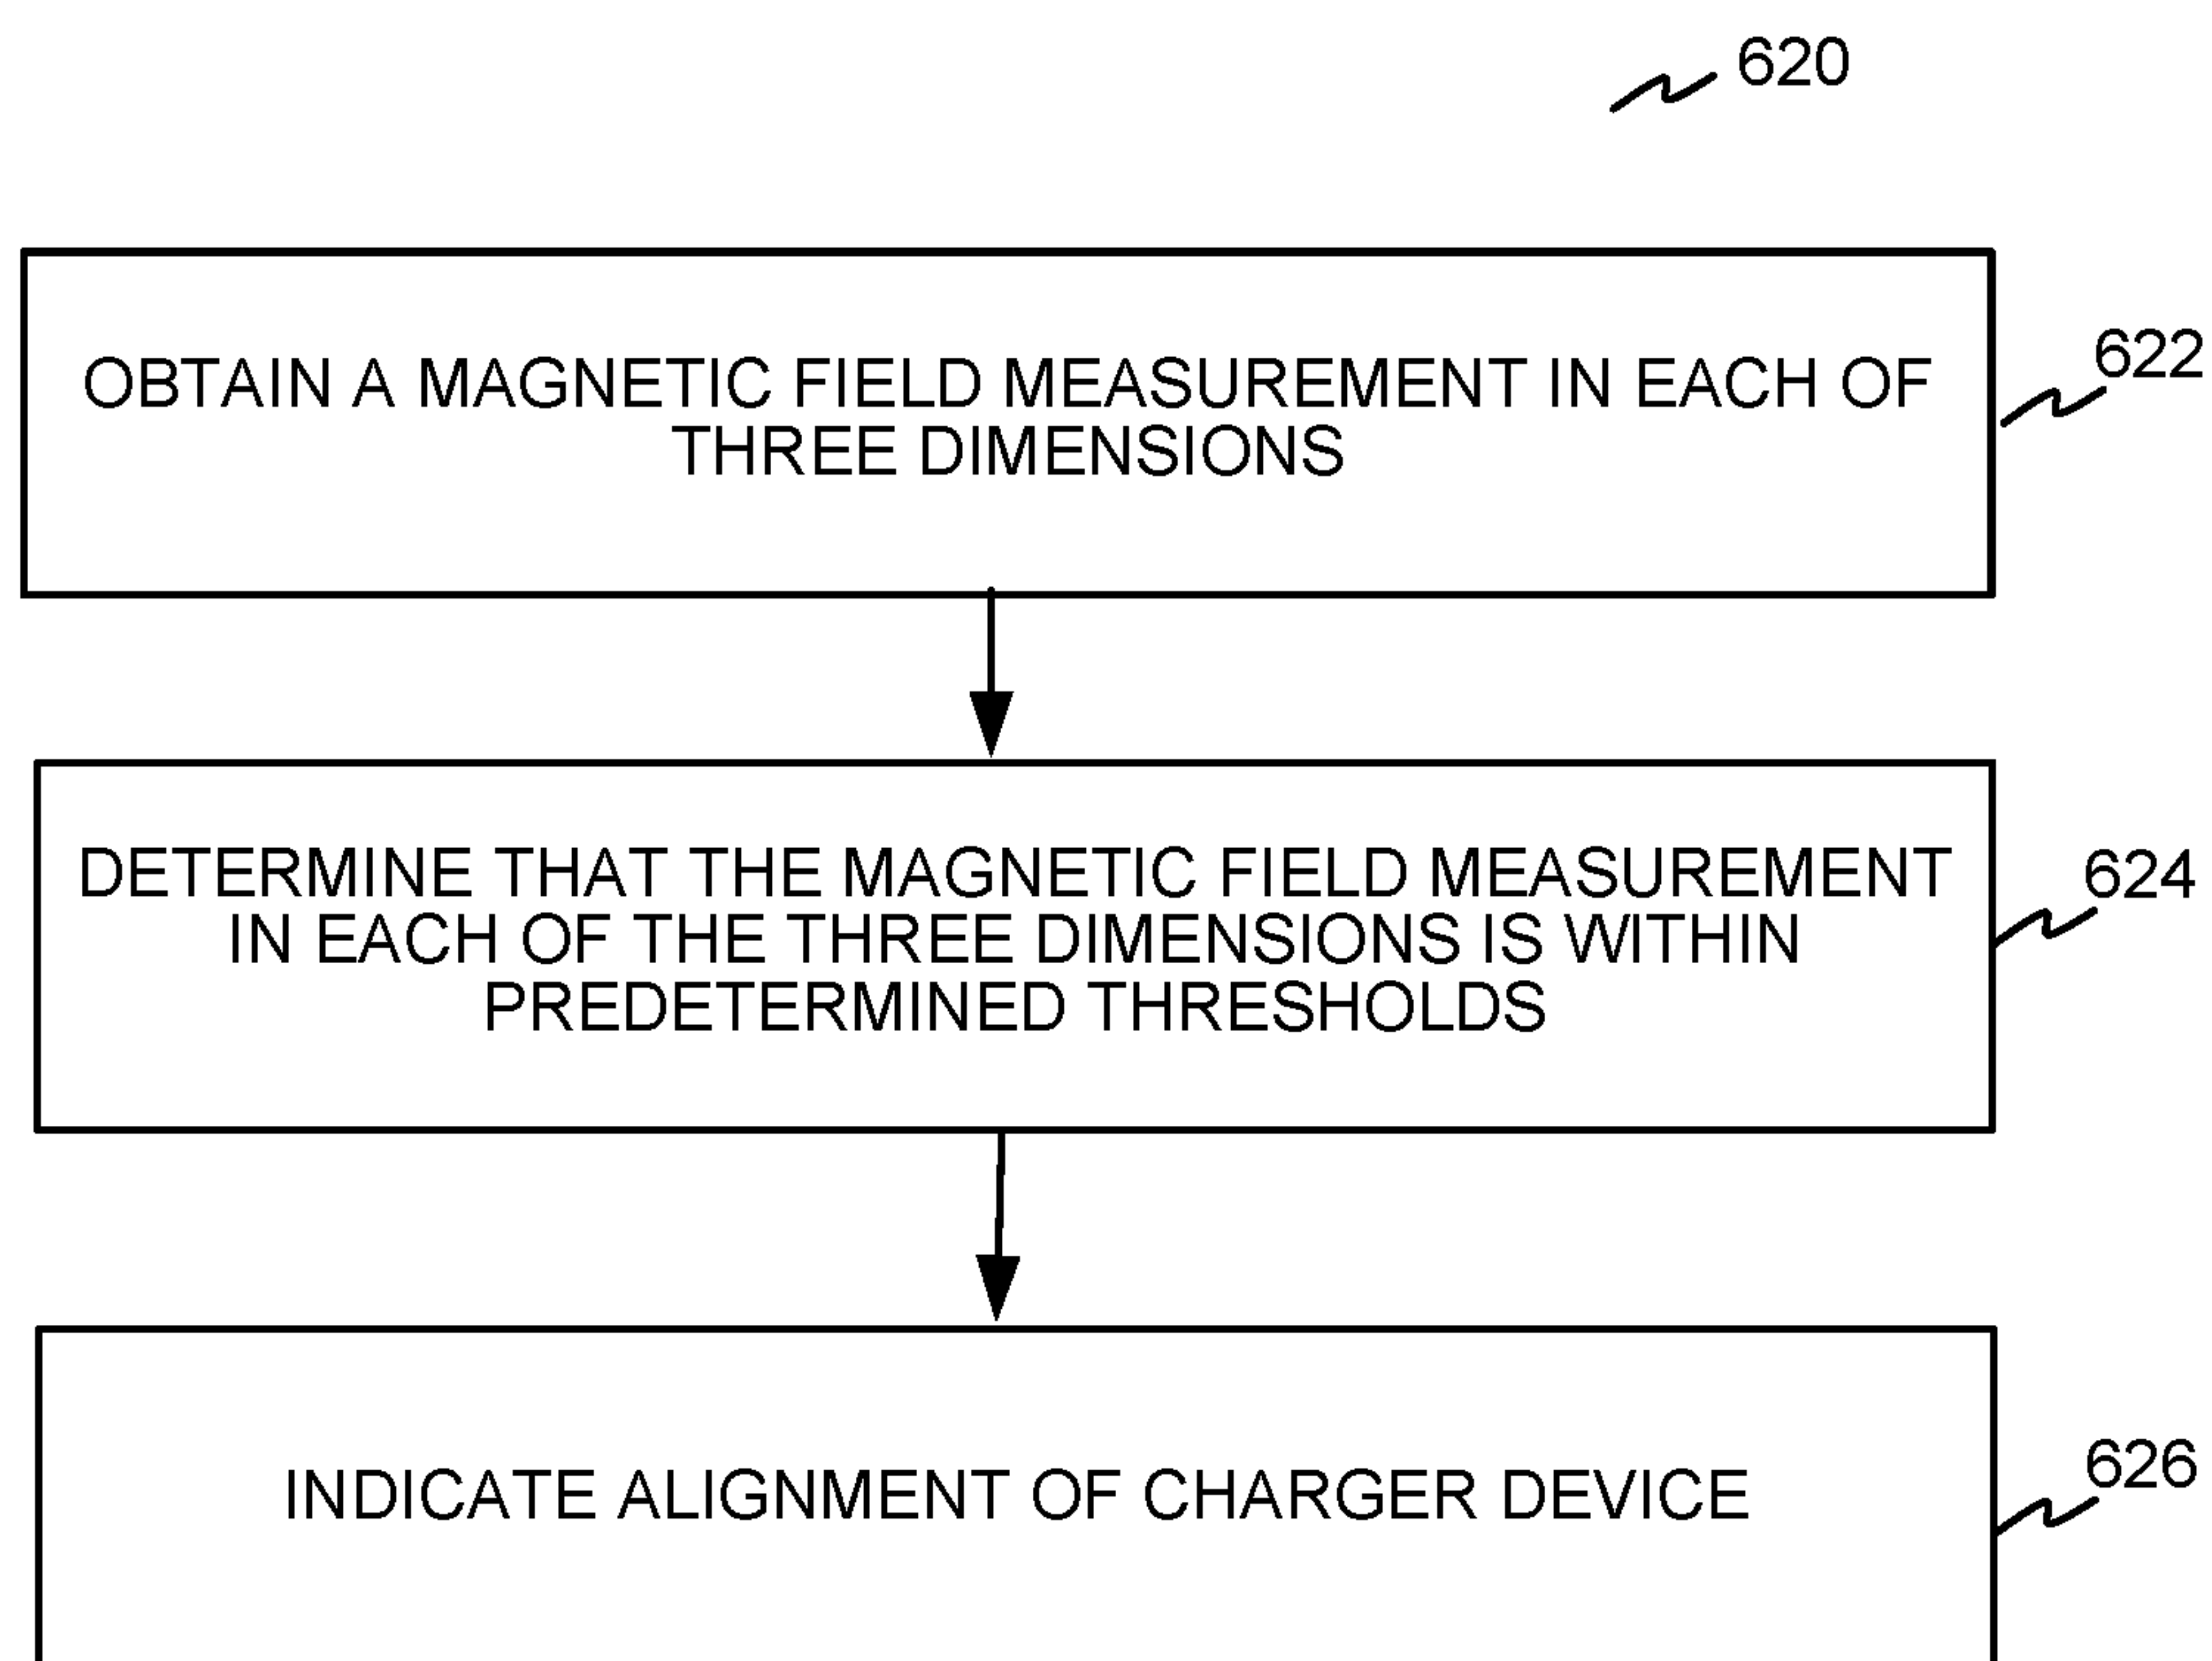 620
OBTAIN A MAGNETIC FIELD MEASUREMENT IN EACH OF
THREE DIMENSIONS
622
DETERMINE THAT THE MAGNETIC FIELD MEASUREMENT
IN EACH OF THE THREE DIMENSIONS IS WITHIN
PREDETERMINED THRESHOLDS
624
INDICATE ALIGNMENT OF CHARGER DEVICE
626